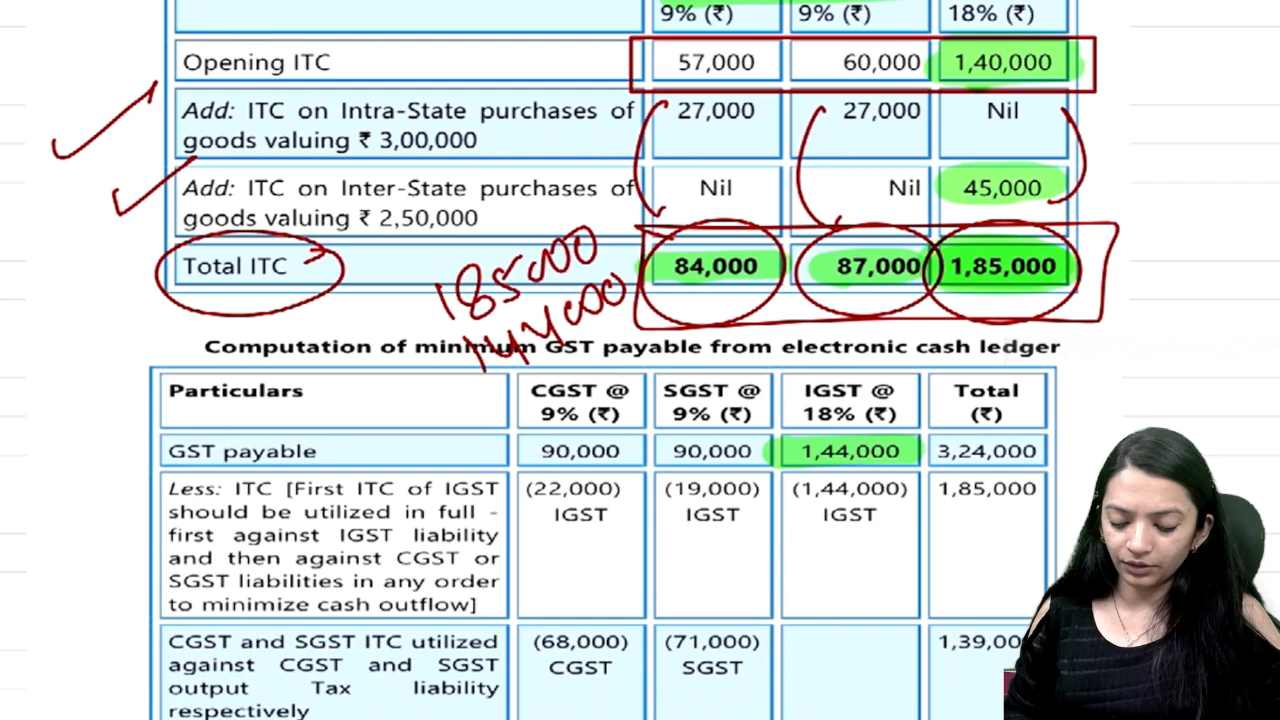 9% (₹) 9% (₹) 18% (₹)
Opening ITC 57,000 60,000 1,40,000
Add: ITC on Intra-State purchases of goods valuing ₹ 3,00,000 27,000 27,000 Nil
Add: ITC on Inter-State purchases of goods valuing ₹ 2,50,000 Nil Nil 45,000
Total ITC 84,000 87,000 1,85,000
185000
144000
Computation of minimum GST payable from electronic cash ledger
Particulars CGST @ 9% (₹) SGST @ 9% (₹) IGST @ 18% (₹) Total (₹)
GST payable 90,000 90,000 1,44,000 3,24,000
Less: ITC [First ITC of IGST (22,000) (19,000) (1,44,000) 1,85,000
should be utilized in full - IGST IGST IGST
first against IGST liability
and then against CGST or
SGST liabilities in any order
to minimize cash outflow]
CGST and SGST ITC utilized (68,000) (71,000) 1,39,00
against CGST and SGST CGST SGST
output Tax liability
respectively